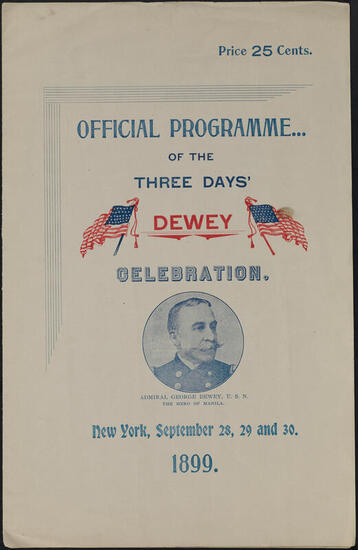 Price 25 Cents.
OFFICIAL PROGRAMME...
OF THE
THREE DAYS'
DEWEY
CELEBRATION.
ADMIRAL GEORGE DEWEY, U. S. N.
THE HERO OF MANILA.
New York, September 28, 29 and 30.
1899.